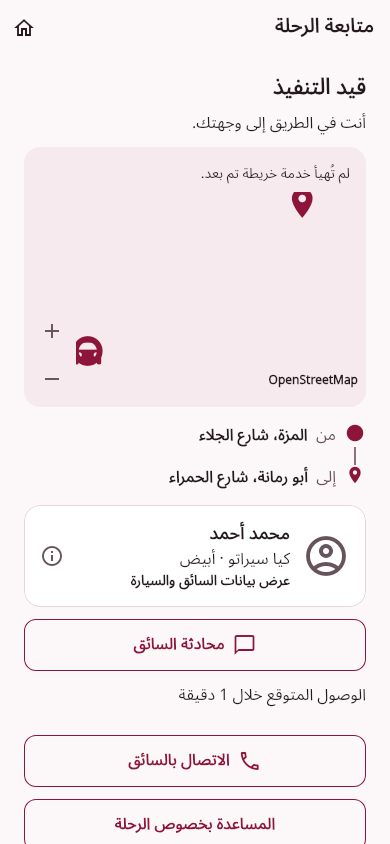 متابعة الرحلة
قيد التنفيذ
أنت في الطريق إلى وجهتك.
لم تُهيأ خدمة خريطة تم بعد.
OpenStreetMap
من المزة، شارع الجلاء
إلى أبو رمانة، شارع الحمراء
محمد أحمد
كيا سيراتو · أبيض
عرض بيانات السائق والسيارة
محادثة السائق
الوصول المتوقع خلال 1 دقيقة
الاتصال بالسائق
المساعدة بخصوص الرحلة